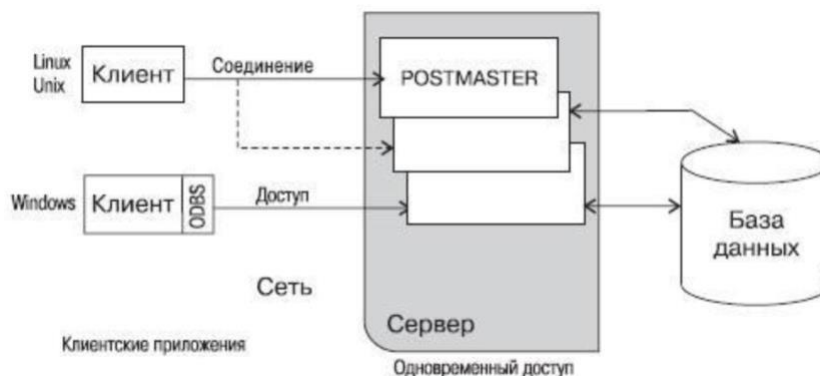 Linux
Unix
Клиент
Соединение
POSTMASTER
Windows
Клиент
ODBS
Доступ
База
данных
Сеть
Сервер
Клиентские приложения
Одновременный доступ